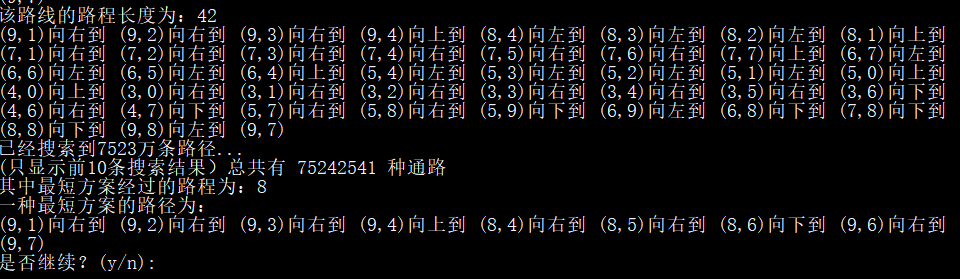 该路线的路程长度为: 42
(9,1)向右到 (9,2)向右到 (9,3)向右到 (9,4)向上到 (8,4)向左到 (8,3)向左到 (8,2)向左到 (8,1)向上到
(7,1)向右到 (7,2)向右到 (7,3)向右到 (7,4)向右到 (7,5)向右到 (7,6)向右到 (7,7)向上到 (6,7)向左到
(6,6)向左到 (6,5)向左到 (6,4)向上到 (5,4)向左到 (5,3)向左到 (5,2)向左到 (5,1)向左到 (5,0)向上到
(4,0)向上到 (3,0)向右到 (3,1)向右到 (3,2)向右到 (3,3)向右到 (3,4)向右到 (3,5)向右到 (3,6)向下到
(4,6)向右到 (4,7)向下到 (5,7)向右到 (5,8)向右到 (5,9)向下到 (6,9)向左到 (6,8)向下到 (7,8)向下到
(8,8)向下到 (9,8)向左到 (9,7)
已经搜索到7523万条路径...
(只显示前10条搜索结果) 总共有 75242541 种通路
其中最短方案经过的路程为: 8
一种最短方案的路径为:
(9,1)向右到 (9,2)向右到 (9,3)向右到 (9,4)向上到 (8,4)向右到 (8,5)向右到 (8,6)向下到 (9,6)向右到
(9,7)
是否继续? (y/n):